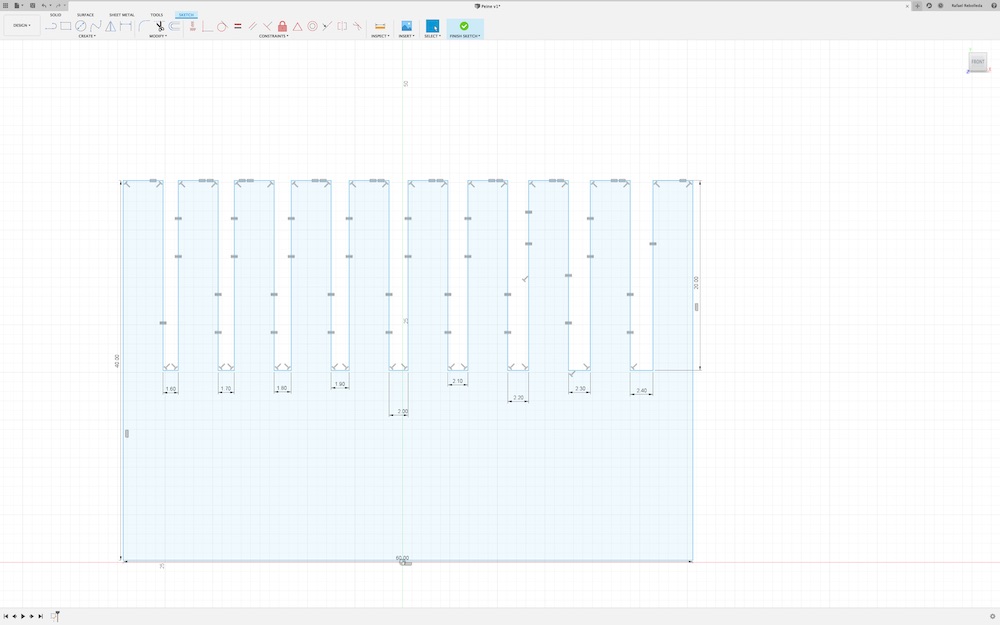 Peine v1*
Rafael Rebolleda
DESIGN
SOLID SURFACE SHEET METAL TOOLS SKETCH
CREATE MODIFY CONSTRAINTS INSPECT INSERT SELECT FINISH SKETCH
FRONT
50
20.00
25
40.00
1.60
1.70
1.80
1.90
2.00
2.10
2.20
2.30
2.40
60.00
25